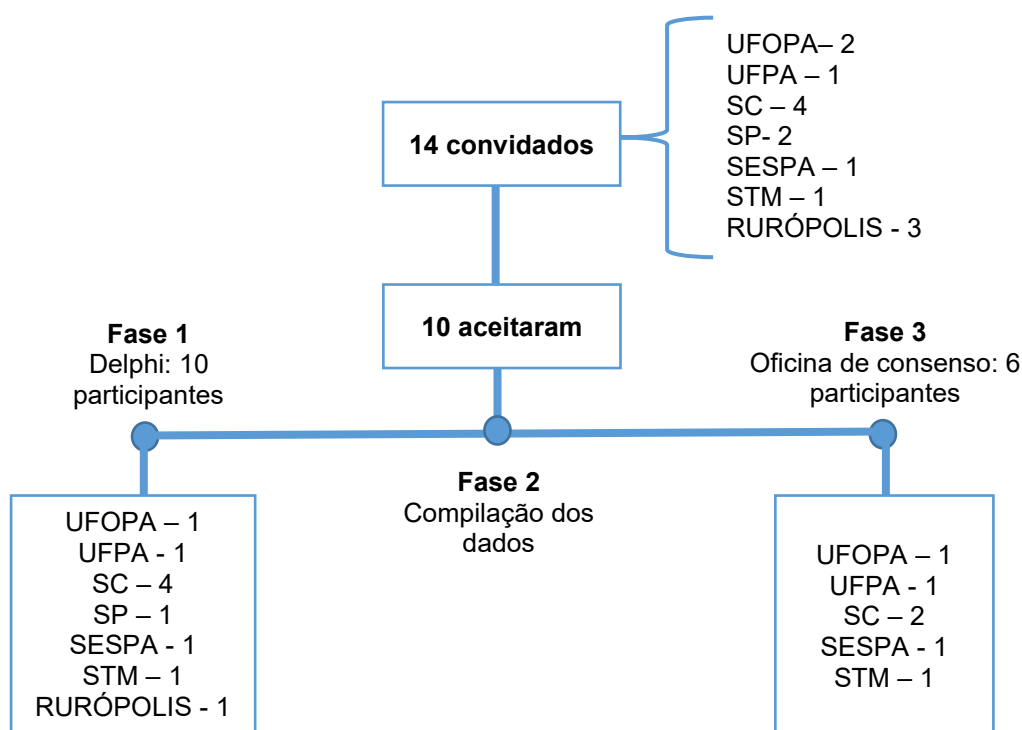 14 convidados
UFOPA– 2
UFPA – 1
SC – 4
SP- 2
SESPA – 1
STM – 1
RURÓPOLIS - 3
10 aceitaram
Fase 1
Delphi: 10
participantes
Fase 2
Compilação dos
dados
Fase 3
Oficina de consenso: 6
participantes
UFOPA – 1
UFPA - 1
SC – 4
SP – 1
SESPA - 1
STM – 1
RURÓPOLIS - 1
UFOPA – 1
UFPA - 1
SC – 2
SESPA - 1
STM – 1